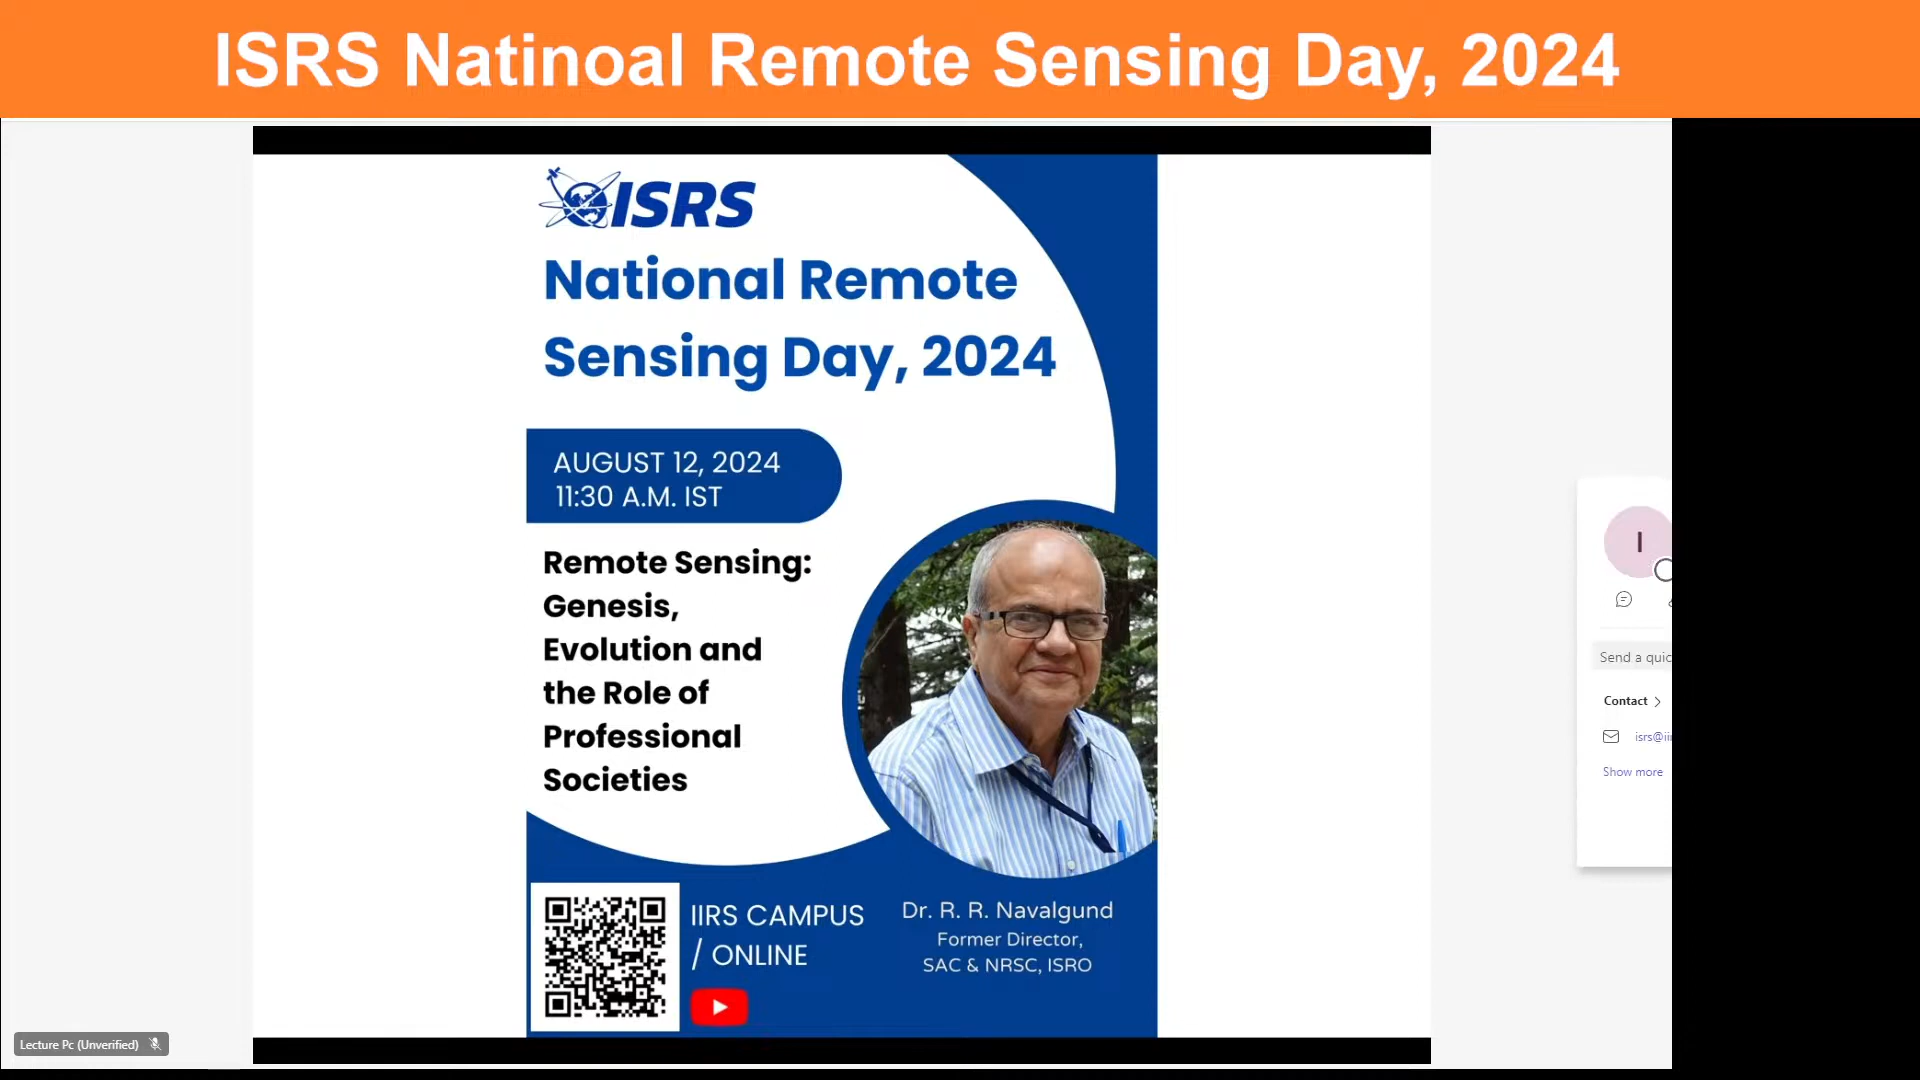 ISRS Natinoal Remote Sensing Day, 2024
ISRS
National Remote
Sensing Day, 2024
AUGUST 12, 2024
11:30 A.M. IST
Remote Sensing:
Genesis,
Evolution and
the Role of
Professional
Societies
IIRS CAMPUS
/ ONLINE
Dr. R. R. Navalgund
Former Director,
SAC & NRSC, ISRO
I
Send a quic
Contact
isrs@iir
Show more
Lecture Pc (Unverified)